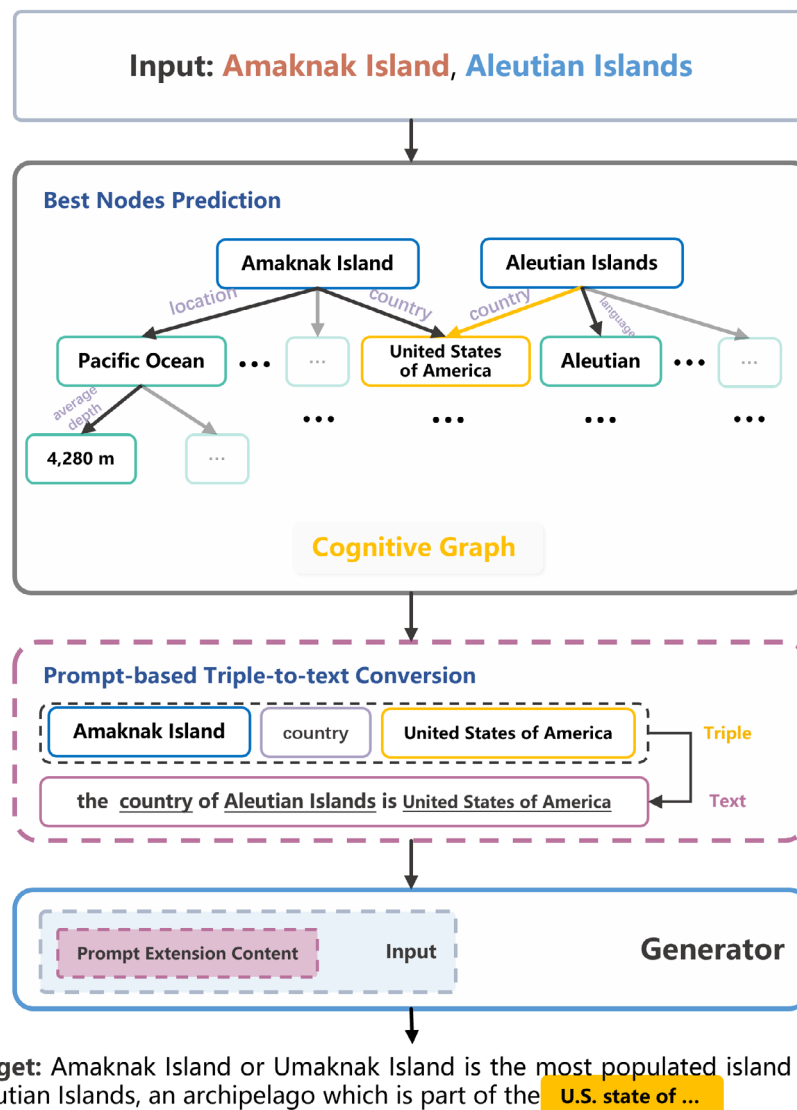 Input: Amaknak Island, Aleutian Islands
Best Nodes Prediction
Amaknak Island
Aleutian Islands
location
country
country
language
Pacific Ocean
...
...
United States
of America
Aleutian
...
...
average
depth
...
...
...
...
4,280 m
...
Cognitive Graph
Prompt-based Triple-to-text Conversion
Amaknak Island
country
United States of America
Triple
the country of Aleutian Islands is United States of America
Text
Prompt Extension Content
Input
Generator
get: Amaknak Island or Umaknak Island is the most populated island
utian Islands, an archipelago which is part of the U.S. state of ...